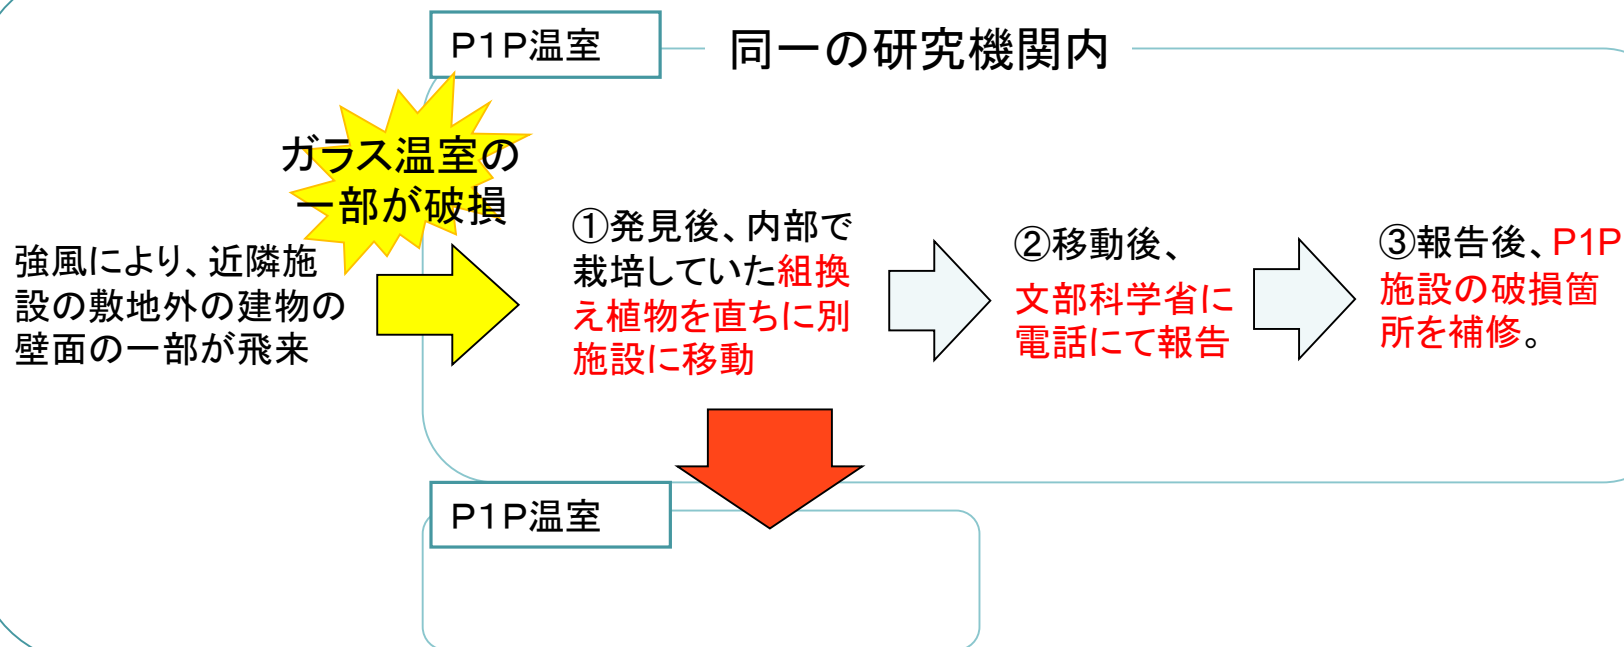 P1P温室
同一の研究機関内
ガラス温室の
一部が破損
強風により、近隣施
設の敷地外の建物の
壁面の一部が飛来
①発見後、内部で
栽培していた組換
え植物を直ちに別
施設に移動
②移動後、
文部科学省に
電話にて報告
③報告後、P1P
施設の破損箇
所を補修。
P1P温室